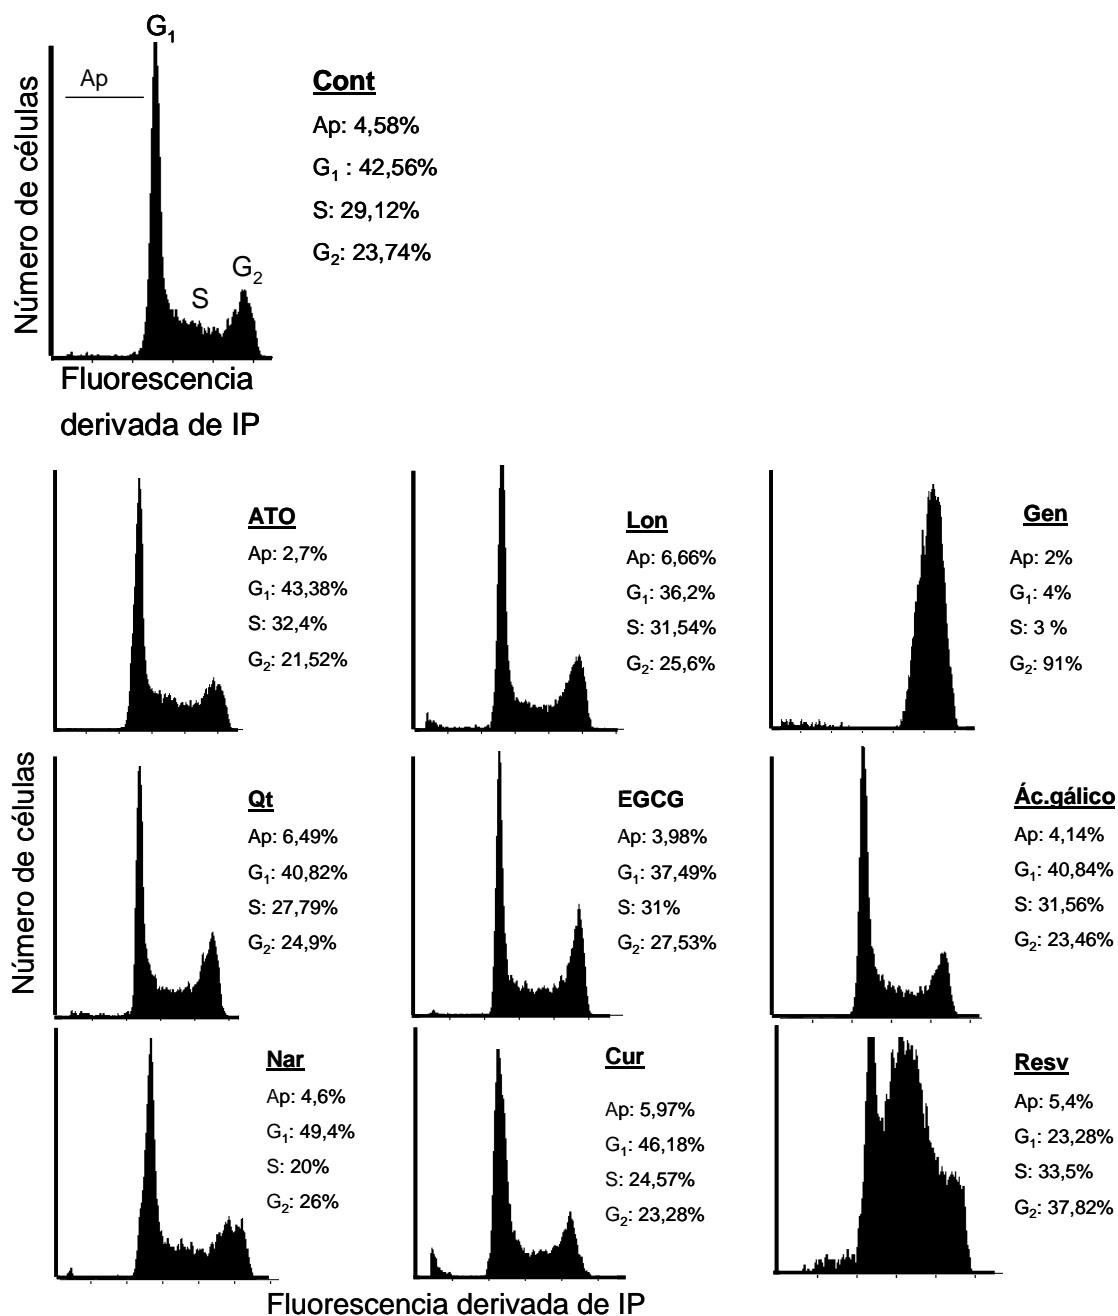 G₁
Ap
S
G₂
Número de células
Fluorescencia
derivada de IP
Cont
Ap: 4,58%
G₁ : 42,56%
S: 29,12%
G₂: 23,74%
ATO
Ap: 2,7%
G₁: 43,38%
S: 32,4%
G₂: 21,52%
Lon
Ap: 6,66%
G₁: 36,2%
S: 31,54%
G₂: 25,6%
Gen
Ap: 2%
G₁: 4%
S: 3 %
G₂: 91%
Número de células
Qt
Ap: 6,49%
G₁: 40,82%
S: 27,79%
G₂: 24,9%
EGCG
Ap: 3,98%
G₁: 37,49%
S: 31%
G₂: 27,53%
Ác.gálico
Ap: 4,14%
G₁: 40,84%
S: 31,56%
G₂: 23,46%
Nar
Ap: 4,6%
G₁: 49,4%
S: 20%
G₂: 26%
Cur
Ap: 5,97%
G₁: 46,18%
S: 24,57%
G₂: 23,28%
Resv
Ap: 5,4%
G₁: 23,28%
S: 33,5%
G₂: 37,82%
Fluorescencia derivada de IP